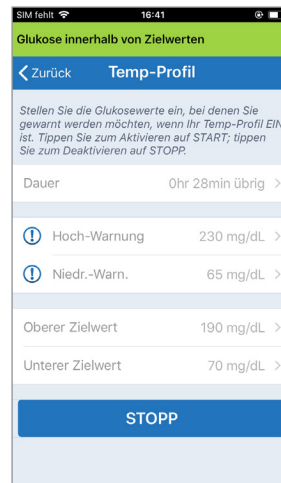 SIM fehlt 16:41
Glukose innerhalb von Zielwerten
Zurück Temp-Profil
Stellen Sie die Glukosewerte ein, bei denen Sie
gewarnt werden möchten, wenn Ihr Temp-Profil EIN
ist. Tippen Sie zum Aktivieren auf START; tippen
Sie zum Deaktivieren auf STOPP.
Dauer 0hr 28min übrig
Hoch-Warnung 230 mg/dL
Niedr.-Warn. 65 mg/dL
Oberer Zielwert 190 mg/dL
Unterer Zielwert 70 mg/dL
STOPP